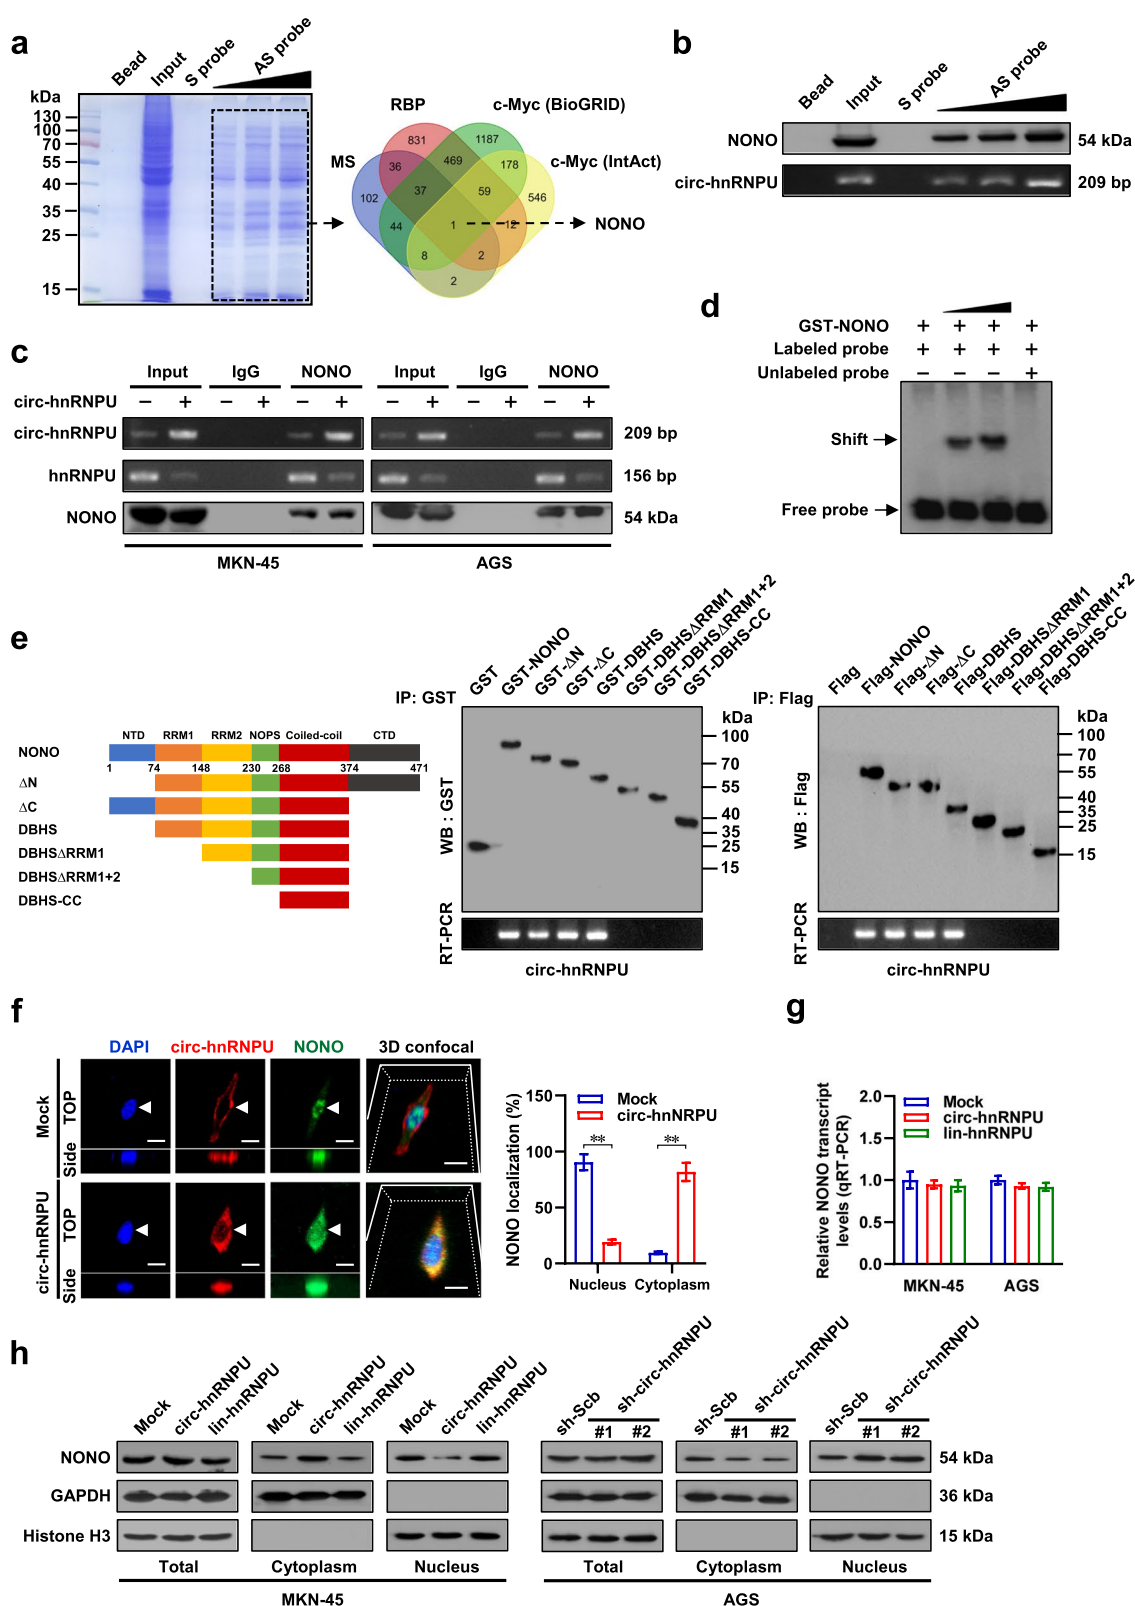 a
Bead
Input
S probe
AS probe
kDa
130
100
70
55
40
35
25
15
RBP
c-Myc (BioGRID)
MS
c-Myc (IntAct)
831
1187
36
469
178
102
37
59
546
44
1
12
NONO
8
2
2
b
Bead
Input
S probe
AS probe
NONO
54 kDa
circ-hnRNPU
209 bp
c
Input IgG NONO Input IgG NONO
circ-hnRNPU − + − + − + − + − + − +
circ-hnRNPU
209 bp
hnRNPU
156 bp
NONO
54 kDa
MKN-45 AGS
d
GST-NONO + + + +
Labeled probe + + + +
Unlabeled probe − − − +
Shift
Free probe
e
NTD RRM1 RRM2 NOPS Coiled-coil CTD
NONO
1 74 148 230 268 374 471
ΔN
ΔC
DBHS
DBHSΔRRM1
DBHSΔRRM1+2
DBHS-CC
IP: GST
GST
GST-NONO
GST-ΔN
GST-ΔC
GST-DBHS
GST-DBHSΔRRM1
GST-DBHSΔRRM1+2
GST-DBHS-CC
kDa
100
70
55
40
35
25
15
WB : GST
RT-PCR
circ-hnRNPU
IP: Flag
Flag
Flag-NONO
Flag-ΔN
Flag-ΔC
Flag-DBHS
Flag-DBHSΔRRM1
Flag-DBHSΔRRM1+2
Flag-DBHS-CC
kDa
100
70
55
40
35
25
15
WB : Flag
RT-PCR
circ-hnRNPU
f
DAPI circ-hnRNPU NONO 3D confocal
Mock
TOP
Side
circ-hnRNPU
TOP
Side
NONO localization (%)
150
100
50
0
Mock
circ-hnNRPU
** **
Nucleus Cytoplasm
g
Relative NONO transcript
levels (qRT-PCR)
2.0
1.5
1.0
0.5
0.0
Mock
circ-hnRNPU
lin-hnRNPU
MKN-45 AGS
h
Mock
circ-hnRNPU
lin-hnRNPU
Mock
circ-hnRNPU
lin-hnRNPU
Mock
circ-hnRNPU
lin-hnRNPU
sh-Scb
sh-circ-hnRNPU
#1 #2
sh-Scb
sh-circ-hnRNPU
#1 #2
sh-Scb
sh-circ-hnRNPU
#1 #2
NONO
54 kDa
GAPDH
36 kDa
Histone H3
15 kDa
Total Cytoplasm Nucleus Total Cytoplasm Nucleus
MKN-45 AGS